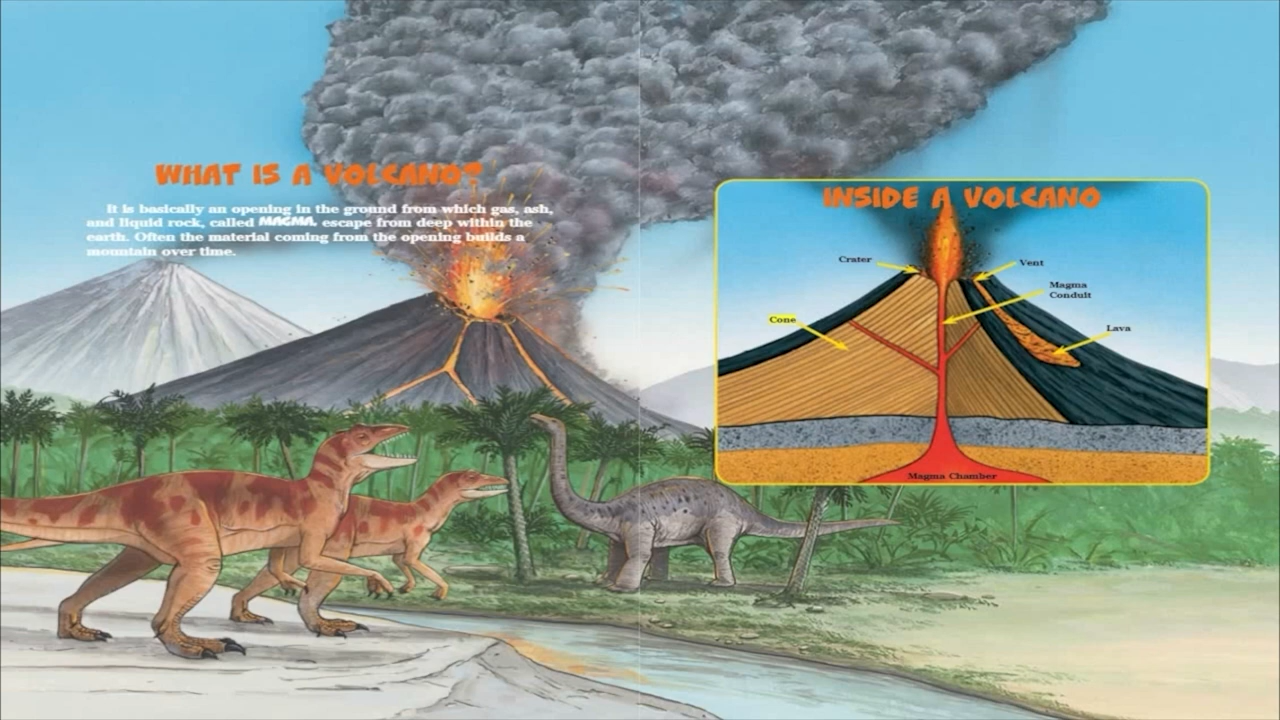 WHAT IS A VOLCANO?
It is basically an opening in the ground from which gas, ash,
and liquid rock, called MAGMA, escape from deep within the
earth. Often the material coming from the opening builds a
mountain over time.
INSIDE A VOLCANO
Crater
Vent
Magma
Conduit
Cone
Lava
Magma Chamber